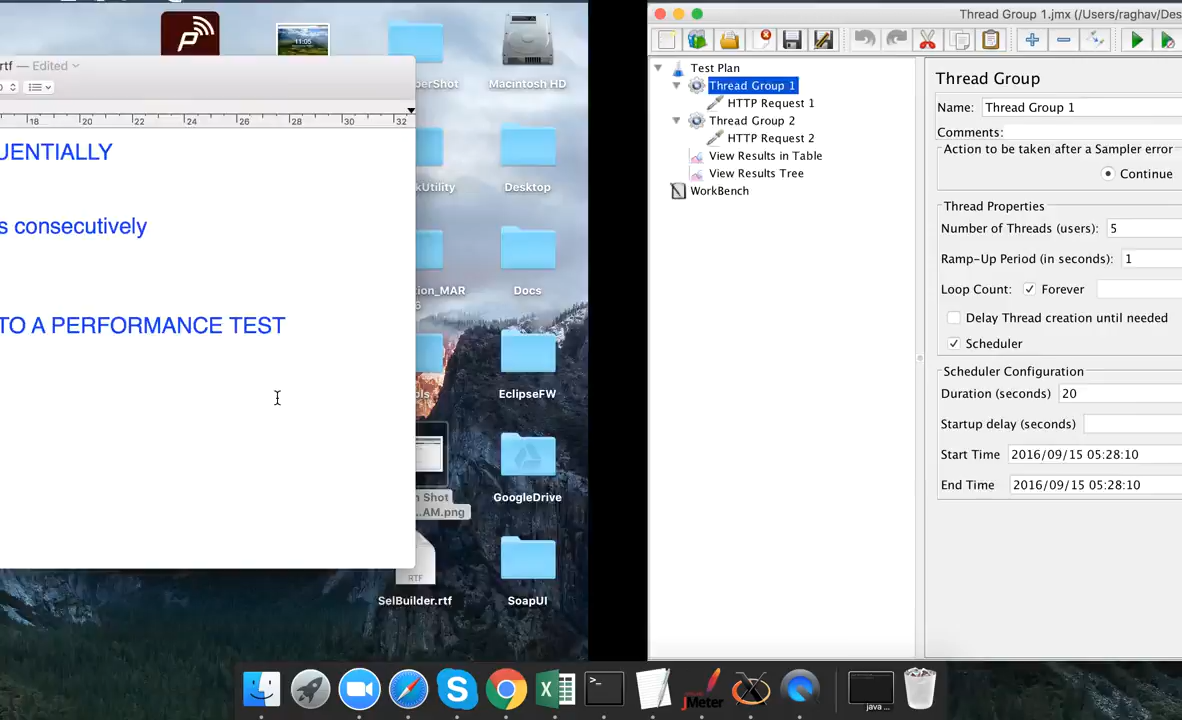 rtf — Edited
18 20 22 24 26 28 30 32
UENTIALLY
s consecutively
TO A PERFORMANCE TEST
11:05
perShot
Macintosh HD
kUtility
Desktop
tion_MAR
Docs
ols
EclipseFW
n Shot
...AM.png
GoogleDrive
RTF
SelBuilder.rtf
SoapUI
Thread Group 1.jmx (/Users/raghav/Des
Test Plan
Thread Group 1
HTTP Request 1
Thread Group 2
HTTP Request 2
View Results in Table
View Results Tree
WorkBench
Thread Group
Name: Thread Group 1
Comments:
Action to be taken after a Sampler error
Continue
Thread Properties
Number of Threads (users): 5
Ramp-Up Period (in seconds): 1
Loop Count: Forever
Delay Thread creation until needed
Scheduler
Scheduler Configuration
Duration (seconds) 20
Startup delay (seconds)
Start Time 2016/09/15 05:28:10
End Time 2016/09/15 05:28:10
JMeter
java ...